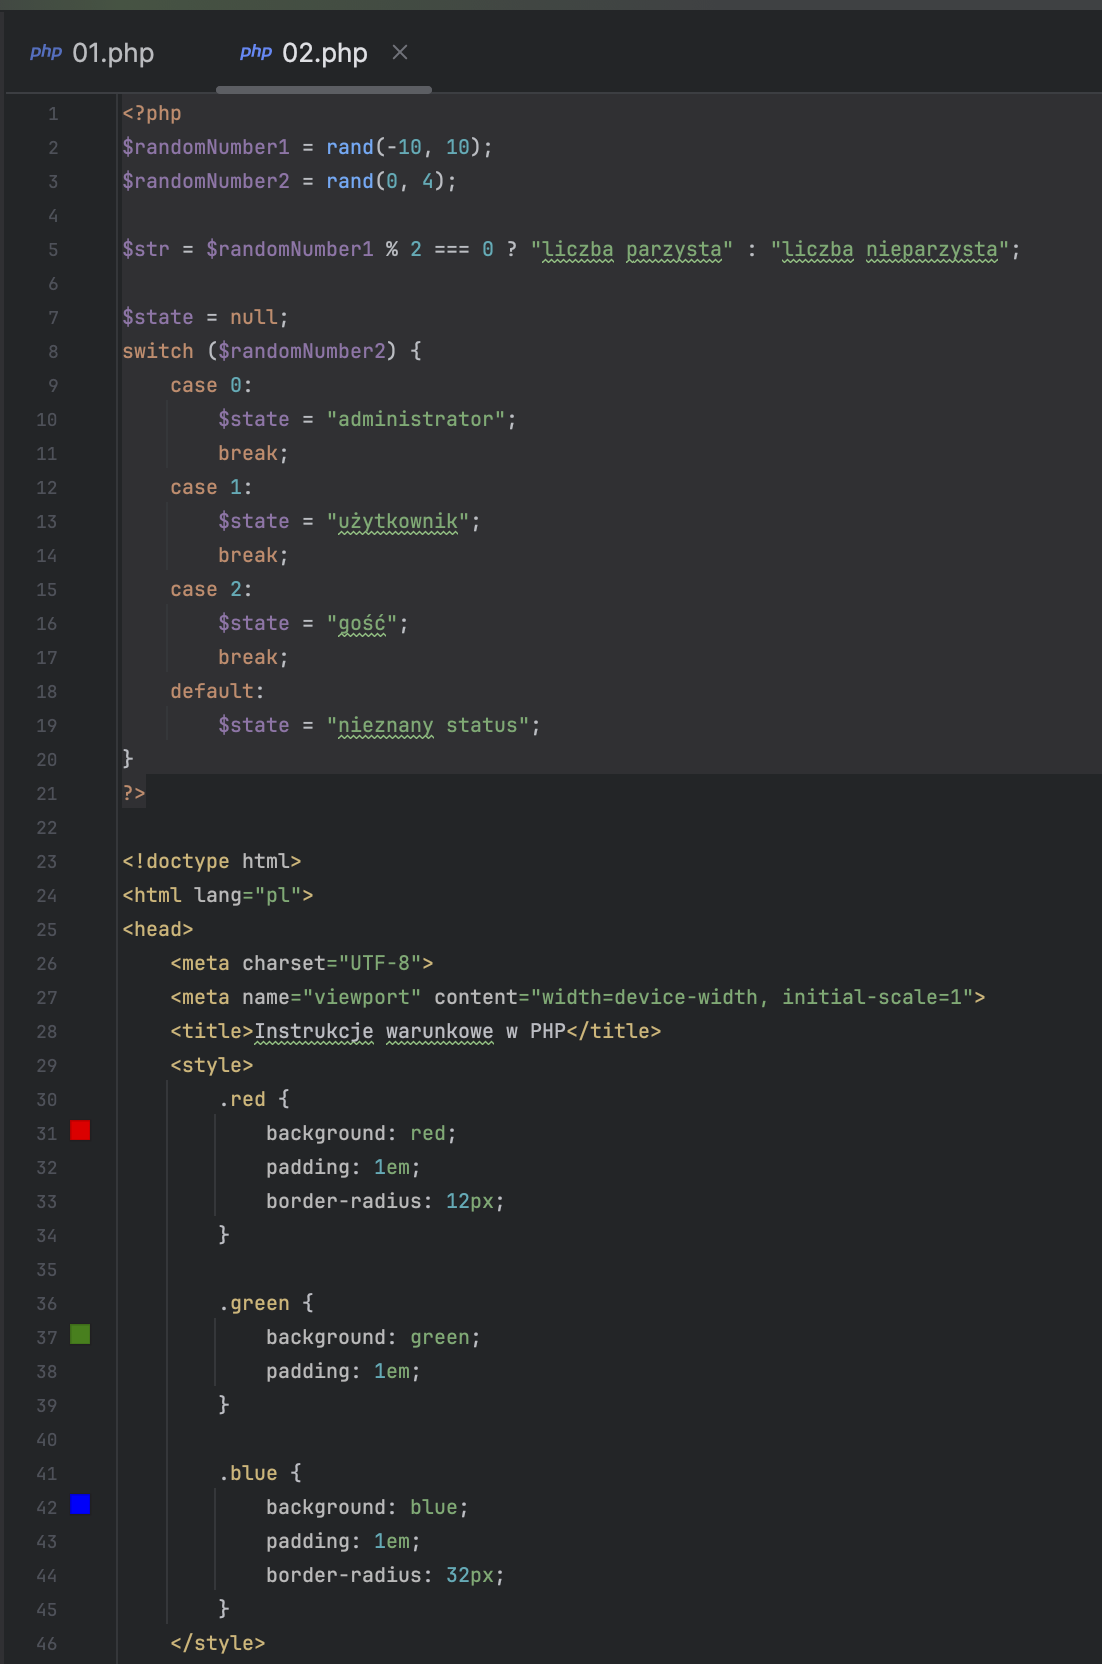 php 01.php
php 02.php ×
1 <?php
2 $randomNumber1 = rand(-10, 10);
3 $randomNumber2 = rand(0, 4);
4
5 $str = $randomNumber1 % 2 === 0 ? "liczba parzysta" : "liczba nieparzysta";
6
7 $state = null;
8 switch ($randomNumber2) {
9     case 0:
10         $state = "administrator";
11         break;
12     case 1:
13         $state = "użytkownik";
14         break;
15     case 2:
16         $state = "gość";
17         break;
18     default:
19         $state = "nieznany status";
20 }
21 ?>
22
23 <!doctype html>
24 <html lang="pl">
25 <head>
26     <meta charset="UTF-8">
27     <meta name="viewport" content="width=device-width, initial-scale=1">
28     <title>Instrukcje warunkowe w PHP</title>
29     <style>
30         .red {
31             background: red;
32             padding: 1em;
33             border-radius: 12px;
34         }
35
36         .green {
37             background: green;
38             padding: 1em;
39         }
40
41         .blue {
42             background: blue;
43             padding: 1em;
44             border-radius: 32px;
45         }
46     </style>